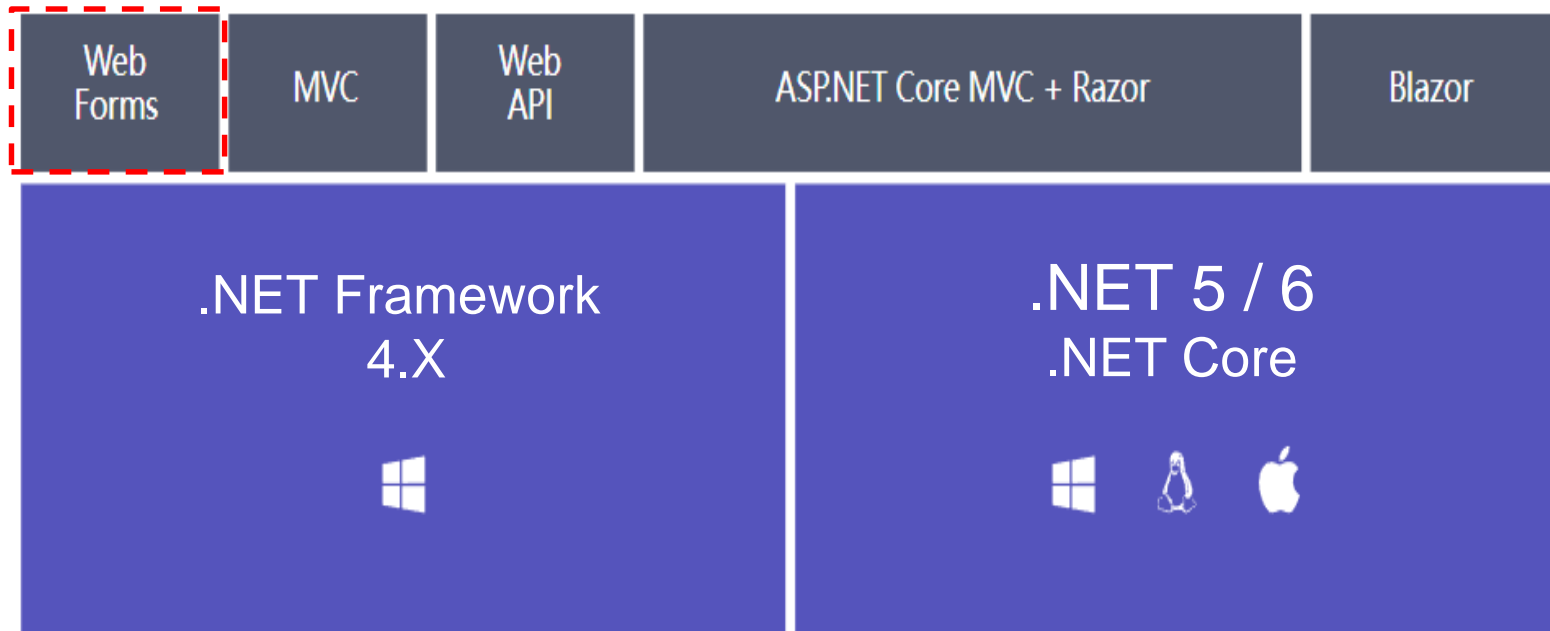 Web
Forms
MVC
Web
API
ASP.NET Core MVC + Razor
Blazor
.NET Framework
4.X
.NET 5 / 6
.NET Core